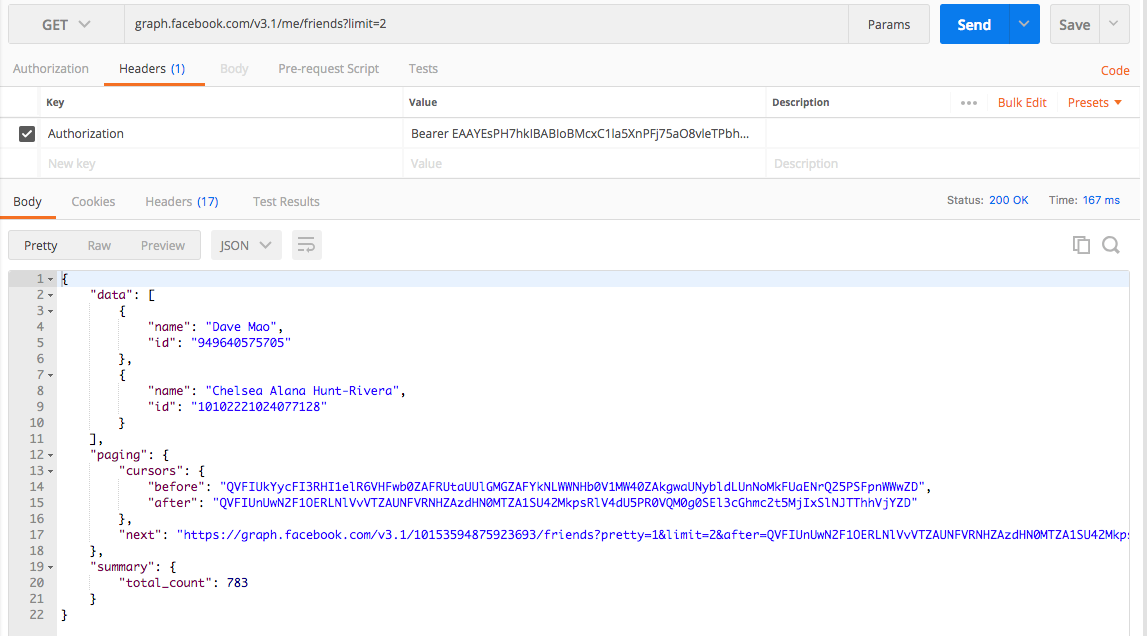 GET graph.facebook.com/v3.1/me/friends?limit=2 Params Send Save
Authorization Headers (1) Body Pre-request Script Tests Code
Key Value Description ••• Bulk Edit Presets
Authorization Bearer EAAYEsPH7hkIBABIoBMcxC1la5XnPFj75aO8vleTPbh...
New key Value Description
Body Cookies Headers (17) Test Results Status: 200 OK Time: 167 ms
Pretty Raw Preview JSON
1 {
2 "data": [
3 {
4 "name": "Dave Mao",
5 "id": "949640575705"
6 },
7 {
8 "name": "Chelsea Alana Hunt-Rivera",
9 "id": "10102221024077128"
10 }
11 ],
12 "paging": {
13 "cursors": {
14 "before": "QVFIUkYycFI3RHI1elR6VHFwb0ZAFRUtaUUlGMGZAFYkNLWWNHb0V1MW40ZAkgwaUNybldLUnNoMkFUaENrQ25PSFpnWWwZD",
15 "after": "QVFIUnUwN2F1OERLNlVvVTZAUNFVRNHZAzdHN0MTZA1SU42MkpsRlV4dU5PR0VQM0g0SEl3cGhmc2t5MjIxSlNJTThhVjYZD"
16 },
17 "next": "https://graph.facebook.com/v3.1/10153594875923693/friends?pretty=1&limit=2&after=QVFIUnUwN2F1OERLNlVvVTZAUNFVRNHZAzdHN0MTZA1SU42Mkps
18 },
19 "summary": {
20 "total_count": 783
21 }
22 }